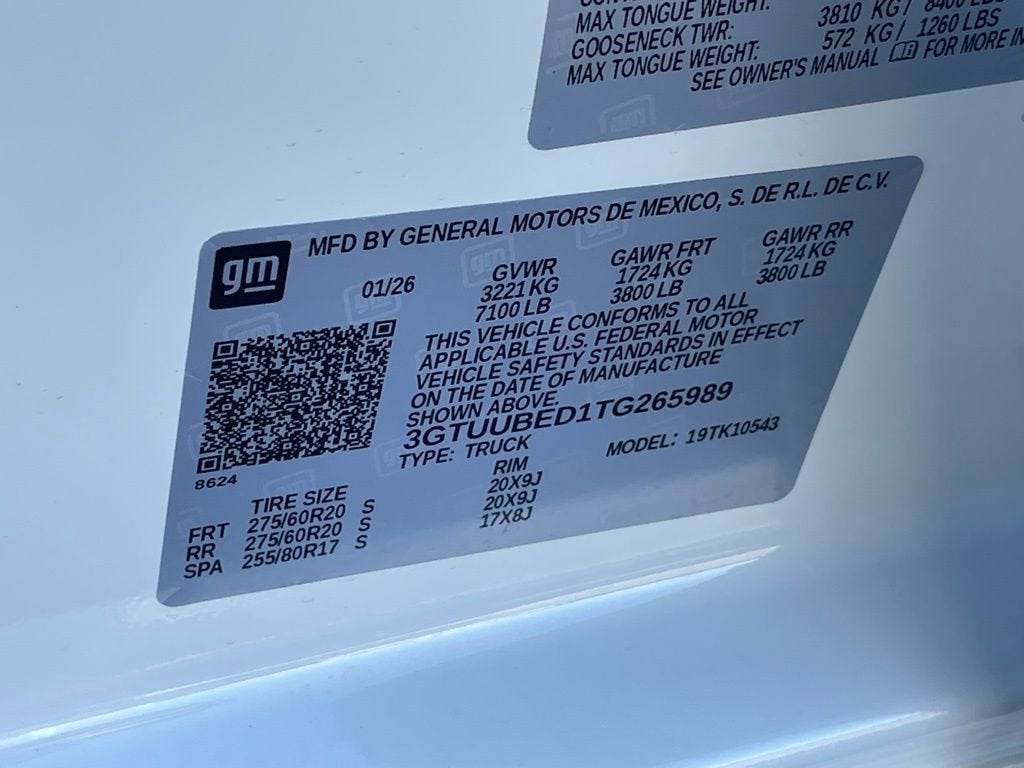 MAX TONGUE WEIGHT:
GOOSENECK TWR: 3810 KG / 8400 LBS
MAX TONGUE WEIGHT: 572 KG / 1260 LBS
SEE OWNER'S MANUAL FOR MORE IN
gm
MFD BY GENERAL MOTORS DE MEXICO, S. DE R.L. DE C.V.
01/26 GVWR GAWR FRT GAWR RR
3221 KG 1724 KG 1724 KG
7100 LB 3800 LB 3800 LB
THIS VEHICLE CONFORMS TO ALL
APPLICABLE U.S. FEDERAL MOTOR
VEHICLE SAFETY STANDARDS IN EFFECT
ON THE DATE OF MANUFACTURE
SHOWN ABOVE.
3GTUUBED1TG265989
TYPE: TRUCK MODEL: 19TK10543
8624
TIRE SIZE RIM
FRT 275/60R20 S 20X9J
RR 275/60R20 S 20X9J
SPA 255/80R17 S 17X8J